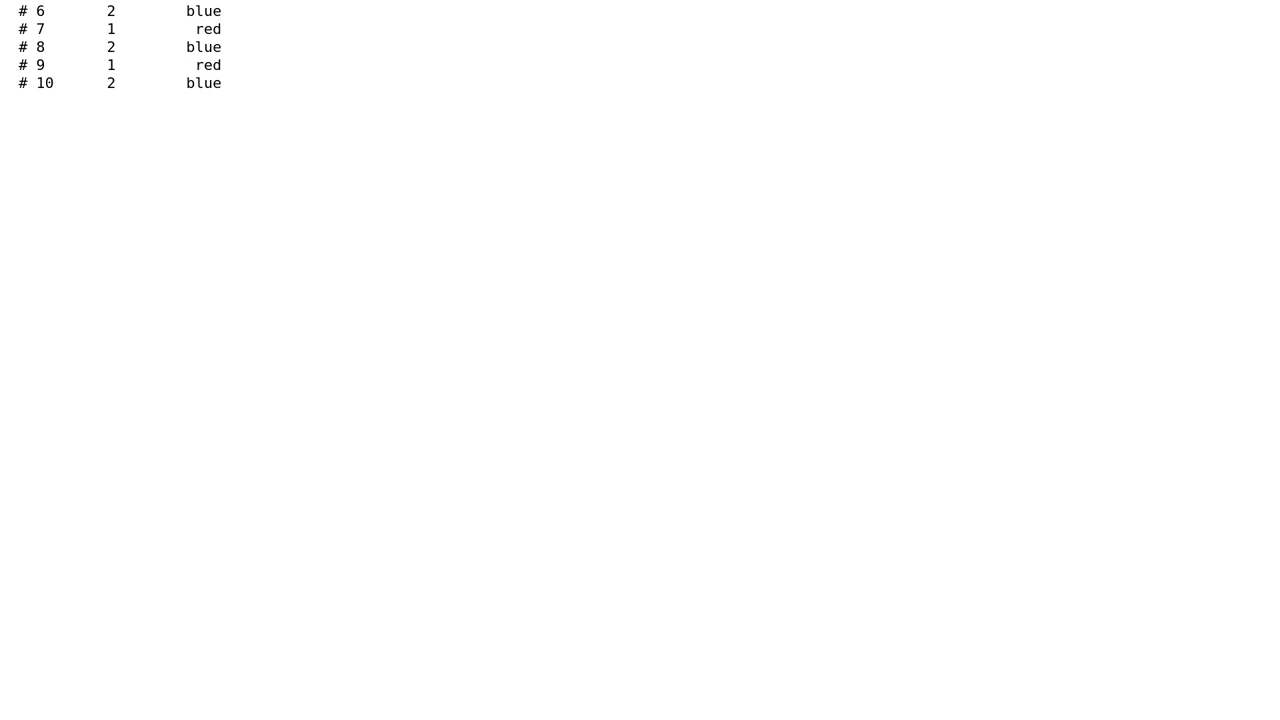 # 6       2        blue
# 7       1         red
# 8       2        blue
# 9       1         red
# 10      2        blue